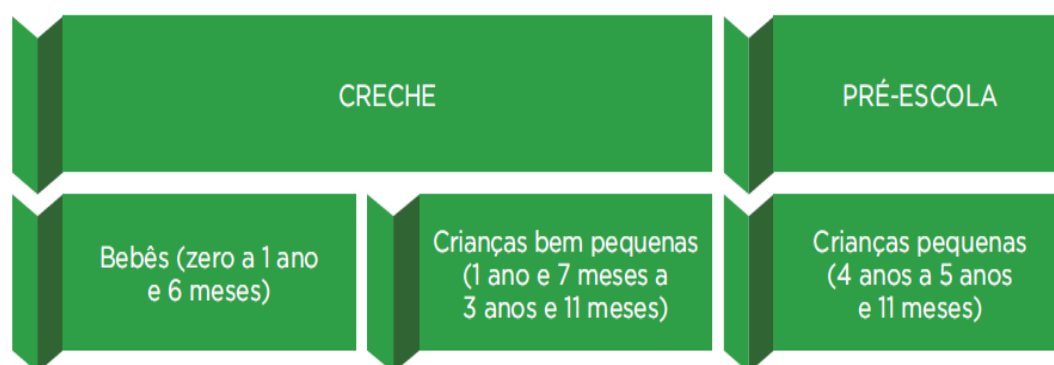 CRECHE
PRÉ-ESCOLA
Bebês (zero a 1 ano
e 6 meses)
Crianças bem pequenas
(1 ano e 7 meses a
3 anos e 11 meses)
Crianças pequenas
(4 anos a 5 anos
e 11 meses)